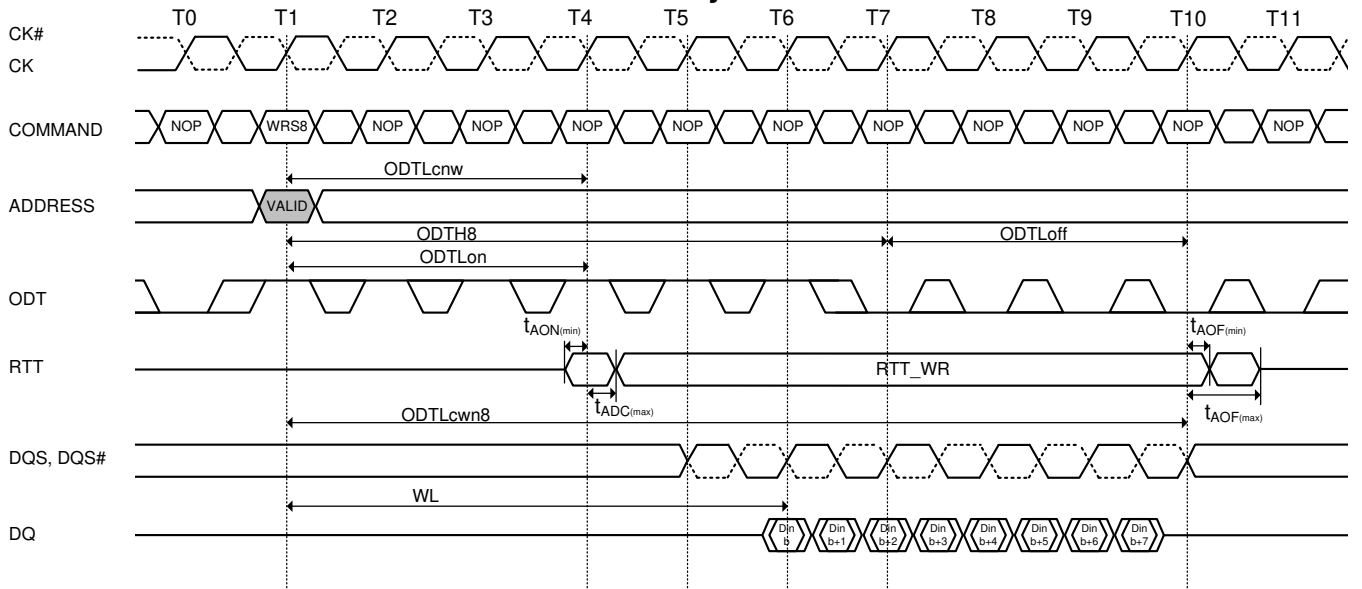 T0 T1 T2 T3 T4 T5 T6 T7 T8 T9 T10 T11
CK#
CK
COMMAND NOP WRS8 NOP NOP NOP NOP NOP NOP NOP NOP NOP NOP
ODTLcnw
ADDRESS VALID
ODTH8 ODTLoff
ODTLon
ODT
tAON(min) tAOF(min)
RTT RTT_WR
tADC(max) tAOF(max)
ODTLcwn8
DQS, DQS#
WL
DQ Din b Din b+1 Din b+2 Din b+3 Din b+4 Din b+5 Din b+6 Din b+7